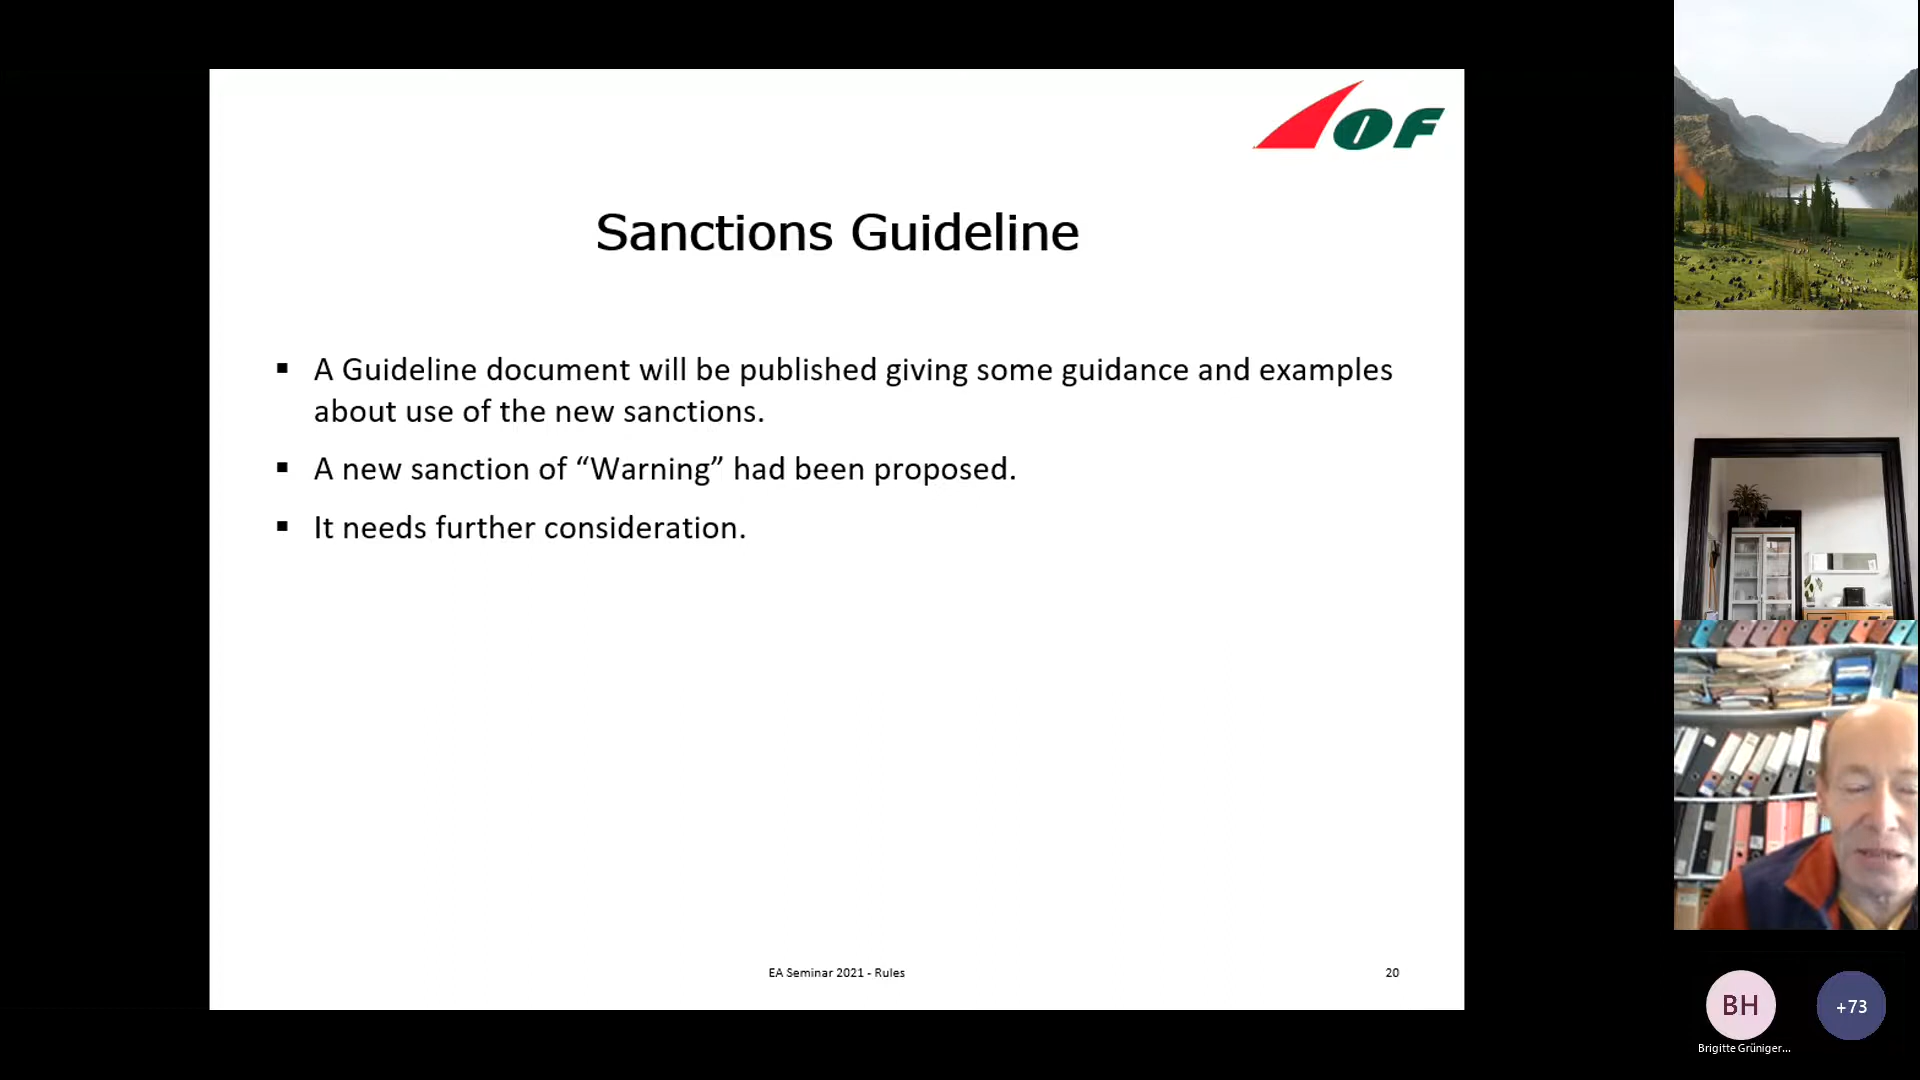 IOF
Sanctions Guideline
▪ A Guideline document will be published giving some guidance and examples
about use of the new sanctions.
▪ A new sanction of “Warning” had been proposed.
▪ It needs further consideration.
EA Seminar 2021 - Rules
20
BH
+73
Brigitte Grüniger...